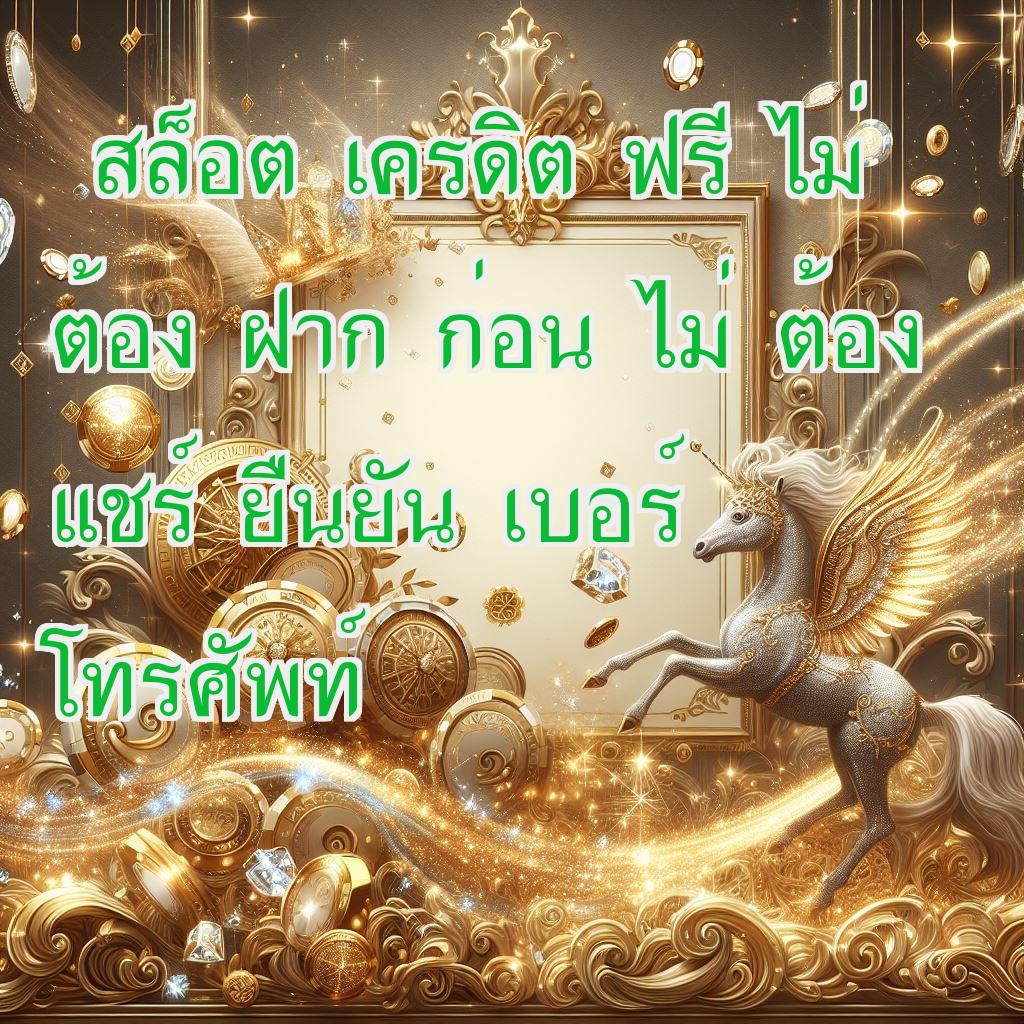 สล็อต เครดิต ฟรี ไม่
ต้อง ฝาก ก่อน ไม่ ต้อง
แชร์ ยืนยัน เบอร์
โทรศัพท์